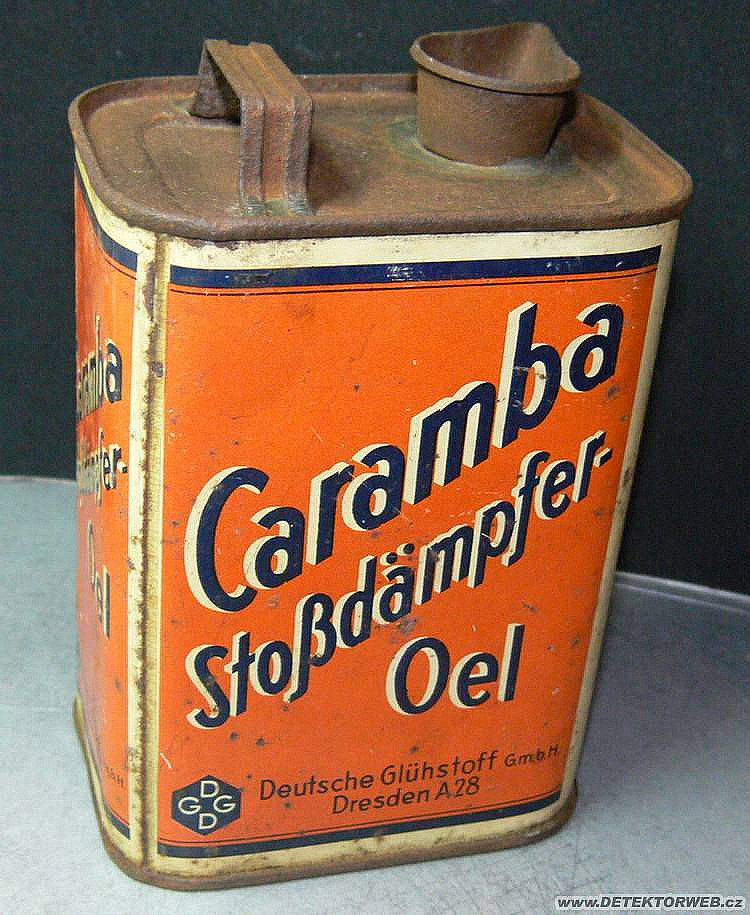 Caramba
Stoßdämpfer-
Oel
Deutsche Glühstoff G.m.b.H.
Dresden A28
D
G G
D
www.DETEKTORWEB.cz